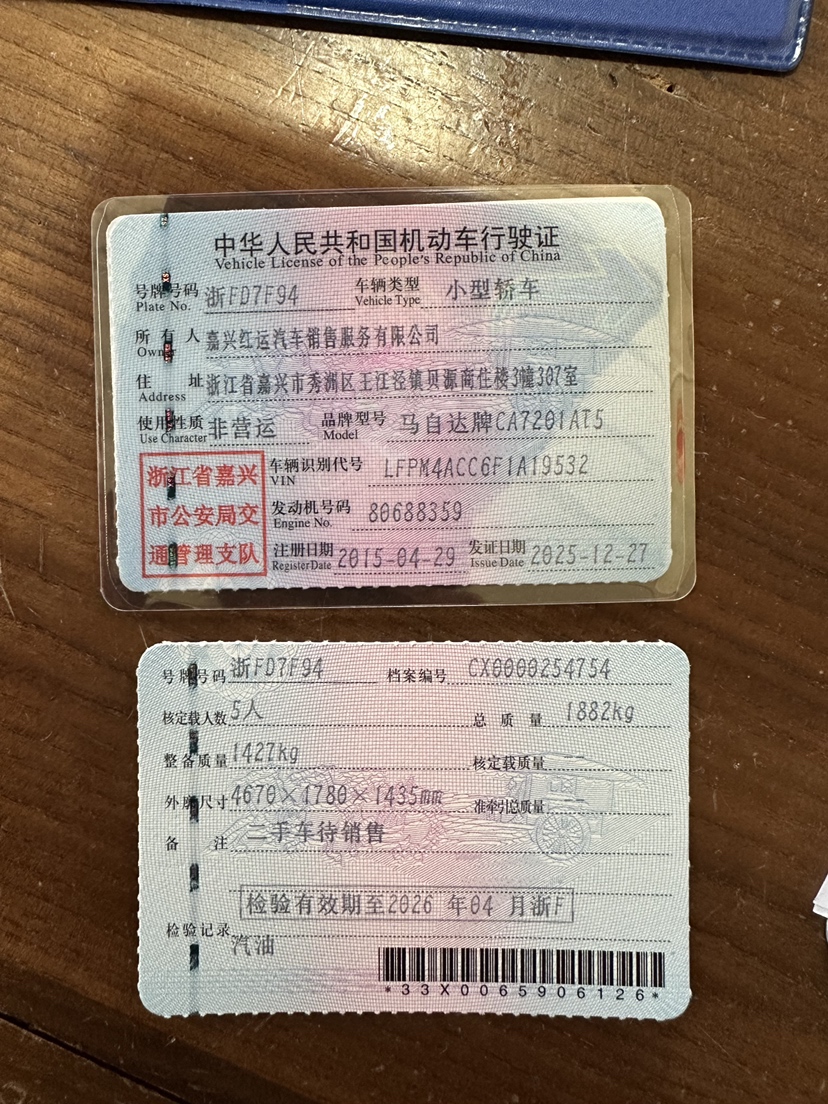 中华人民共和国机动车行驶证
Vehicle License of the People's Republic of China
号牌号码 浙FD7F94 车辆类型 小型轿车
Plate No. Vehicle Type
所有人 嘉兴红运汽车销售服务有限公司
Owner
住址 浙江省嘉兴市秀洲区王江泾镇贝源商住楼3幢307室
Address
使用性质 非营运 品牌型号 马自达牌CA7201AT5
Use Character Model
浙江省嘉兴
市公安局交
通管理支队
车辆识别代号 LFPM4ACC6F1A19532
VIN
发动机号码 80688359
Engine No.
注册日期 2015-04-29 发证日期 2025-12-27
Register Date Issue Date
号牌号码 浙FD7F94 档案编号 CX0000254754
核定载人数 5人 总质量 1882kg
整备质量 1427kg 核定载质量
外廓尺寸 4670×1780×1435mm 准牵引总质量
备注 二手车待销售
检验有效期至2026 年04 月浙F
检验记录
汽油
*33X0065906126*